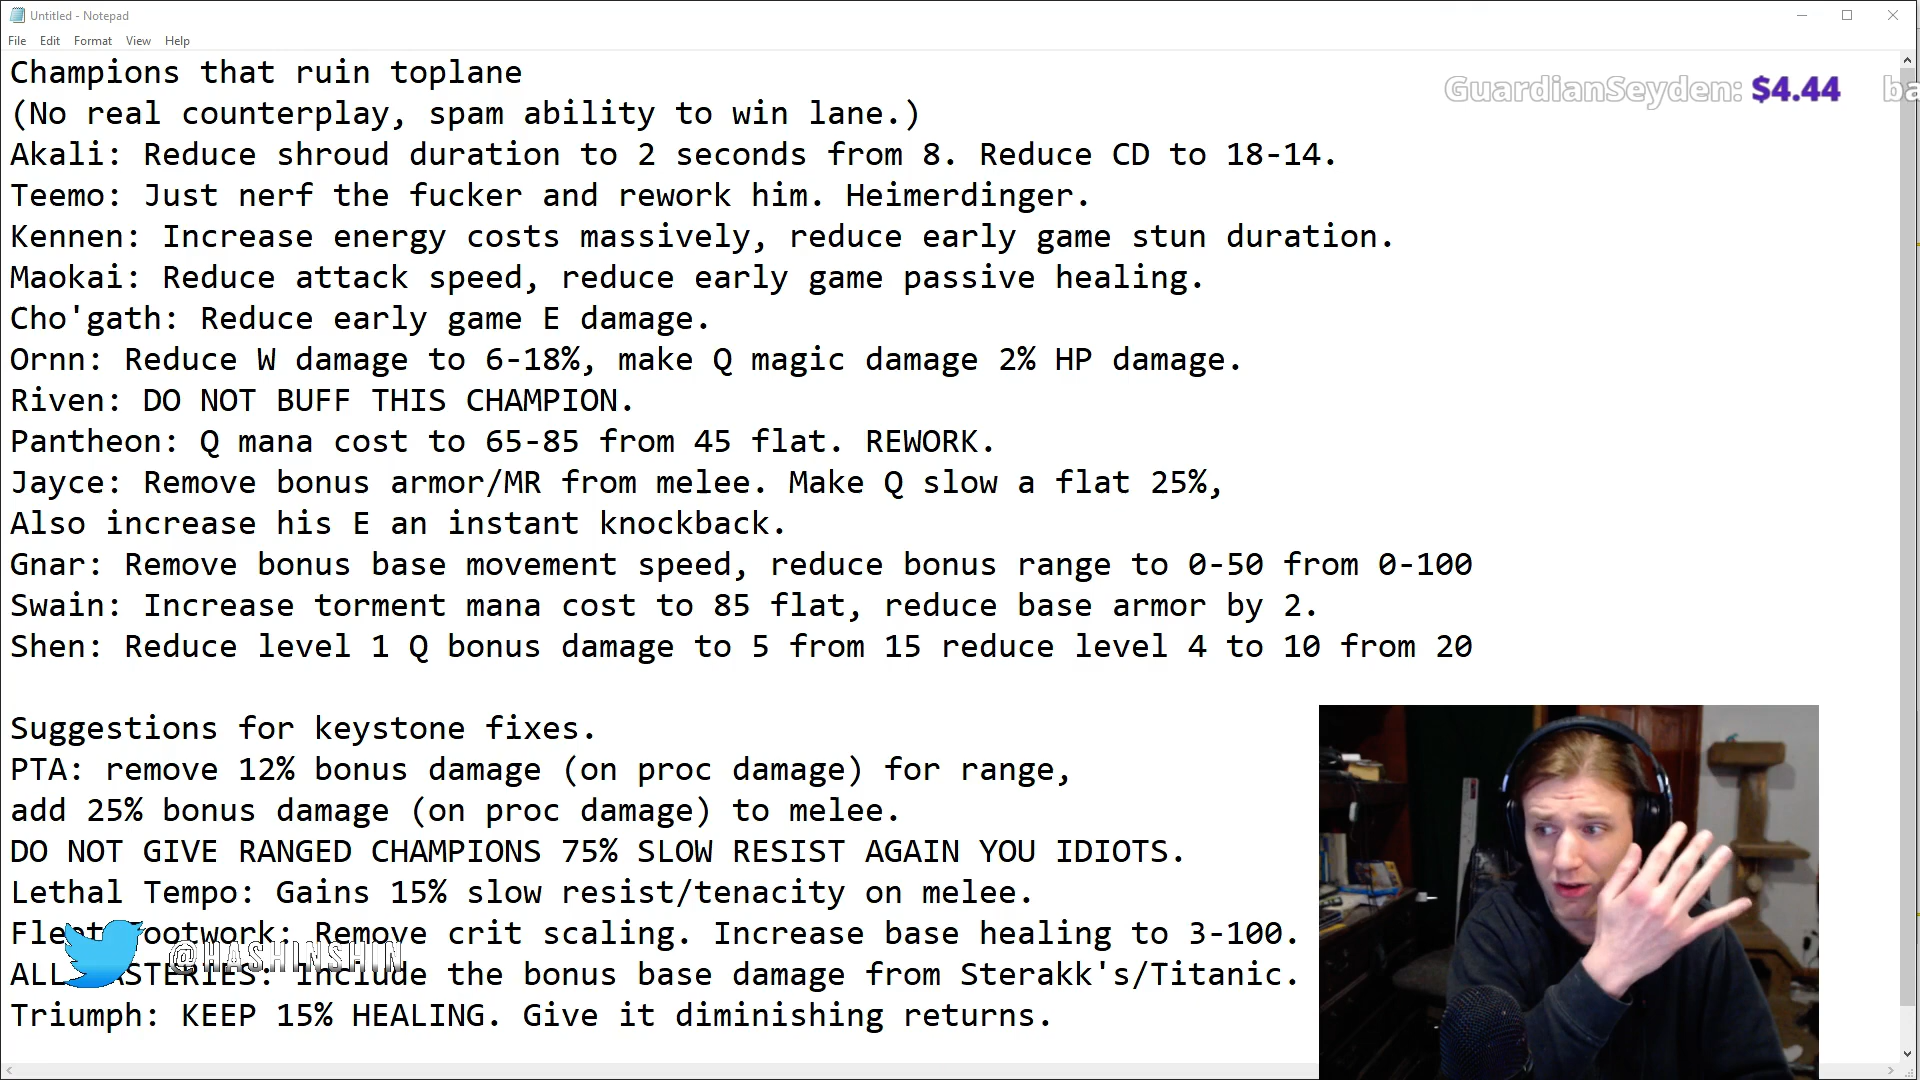 Untitled - Notepad
File Edit Format View Help
Champions that ruin toplane
GuardianSeyden: $4.44 ba
(No real counterplay, spam ability to win lane.)
Akali: Reduce shroud duration to 2 seconds from 8. Reduce CD to 18-14.
Teemo: Just nerf the fucker and rework him. Heimerdinger.
Kennen: Increase energy costs massively, reduce early game stun duration.
Maokai: Reduce attack speed, reduce early game passive healing.
Cho'gath: Reduce early game E damage.
Ornn: Reduce W damage to 6-18%, make Q magic damage 2% HP damage.
Riven: DO NOT BUFF THIS CHAMPION.
Pantheon: Q mana cost to 65-85 from 45 flat. REWORK.
Jayce: Remove bonus armor/MR from melee. Make Q slow a flat 25%,
Also increase his E an instant knockback.
Gnar: Remove bonus base movement speed, reduce bonus range to 0-50 from 0-100
Swain: Increase torment mana cost to 85 flat, reduce base armor by 2.
Shen: Reduce level 1 Q bonus damage to 5 from 15 reduce level 4 to 10 from 20
Suggestions for keystone fixes.
PTA: remove 12% bonus damage (on proc damage) for range,
add 25% bonus damage (on proc damage) to melee.
DO NOT GIVE RANGED CHAMPIONS 75% SLOW RESIST AGAIN YOU IDIOTS.
Lethal Tempo: Gains 15% slow resist/tenacity on melee.
Fleet Footwork: Remove crit scaling. Increase base healing to 3-100.
@HASHINSHIN
ALL MASTERIES: Include the bonus base damage from Sterakk's/Titanic.
Triumph: KEEP 15% HEALING. Give it diminishing returns.